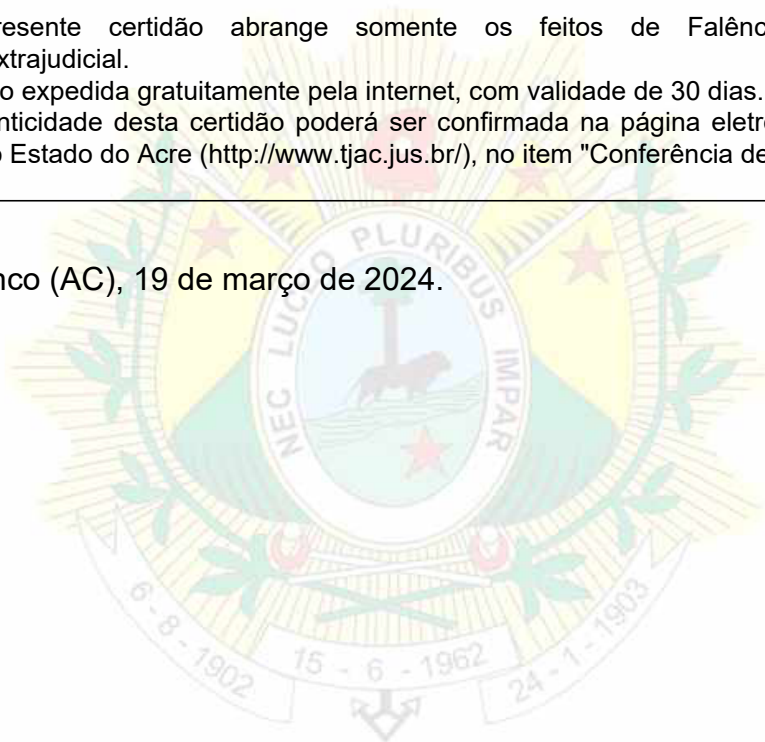 resente certidão abrange somente os feitos de Falênc
xtrajudicial.
o expedida gratuitamente pela internet, com validade de 30 dias.
nticidade desta certidão poderá ser confirmada na página eletr
o Estado do Acre (http://www.tjac.jus.br/), no item "Conferência de
nco (AC), 19 de março de 2024.
NEC LUCEO PLURIBUS IMPAR
6 - 8 - 1902
15 - 6 - 1962
24 - 1 - 1903